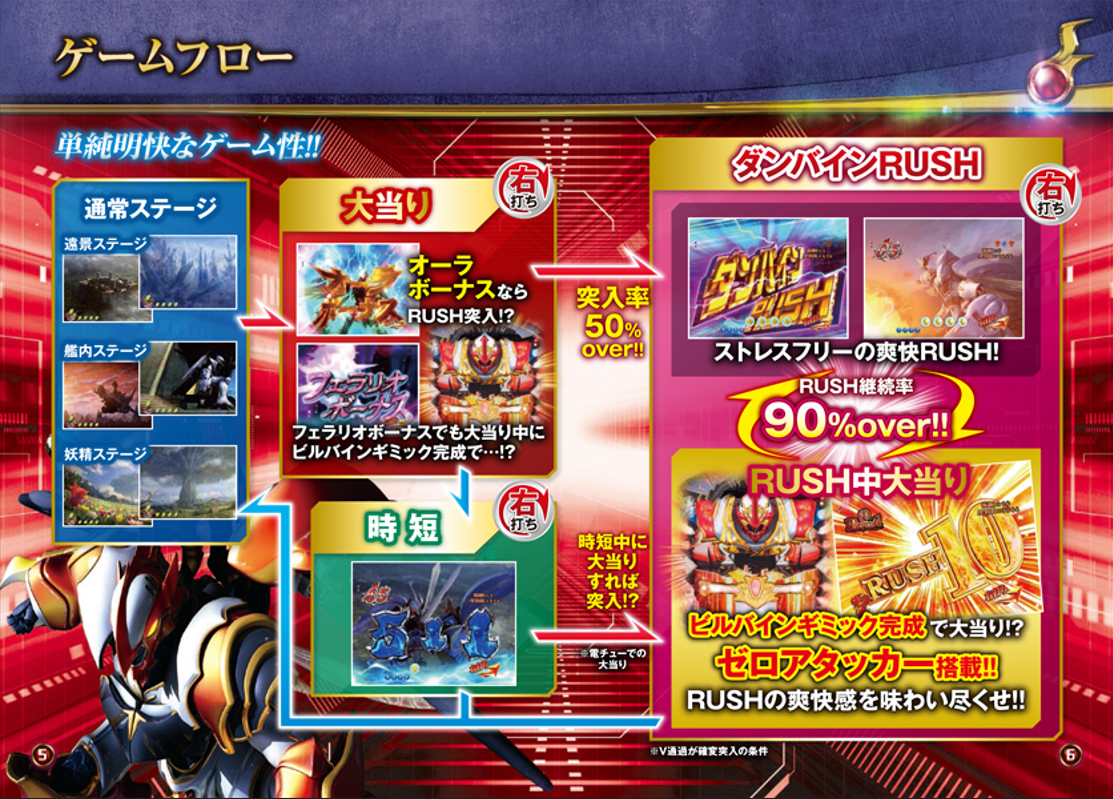 ゲームフロー
単純明快なゲーム性!!
通常ステージ
遠景ステージ
艦内ステージ
妖精ステージ
大当り
右
打ち
オーラ
ボーナスなら
RUSH突入!?
フェラリオ
ボーナス
フェラリオボーナスでも大当り中に
ビルバインギミック完成で…!?
時短
右
打ち
突入率
50%
over!!
時短中に
大当り
すれば
突入!?
※電チューでの
大当り
ダンバインRUSH
右
打ち
ダンバイン
RUSH
ストレスフリーの爽快RUSH!
RUSH継続率
90%over!!
RUSH中大当り
RUSH 10
ビルバインギミック完成で大当り!?
ゼロアタッカー搭載!!
RUSHの爽快感を味わい尽くせ!!
※V通過が確変突入の条件
5
6